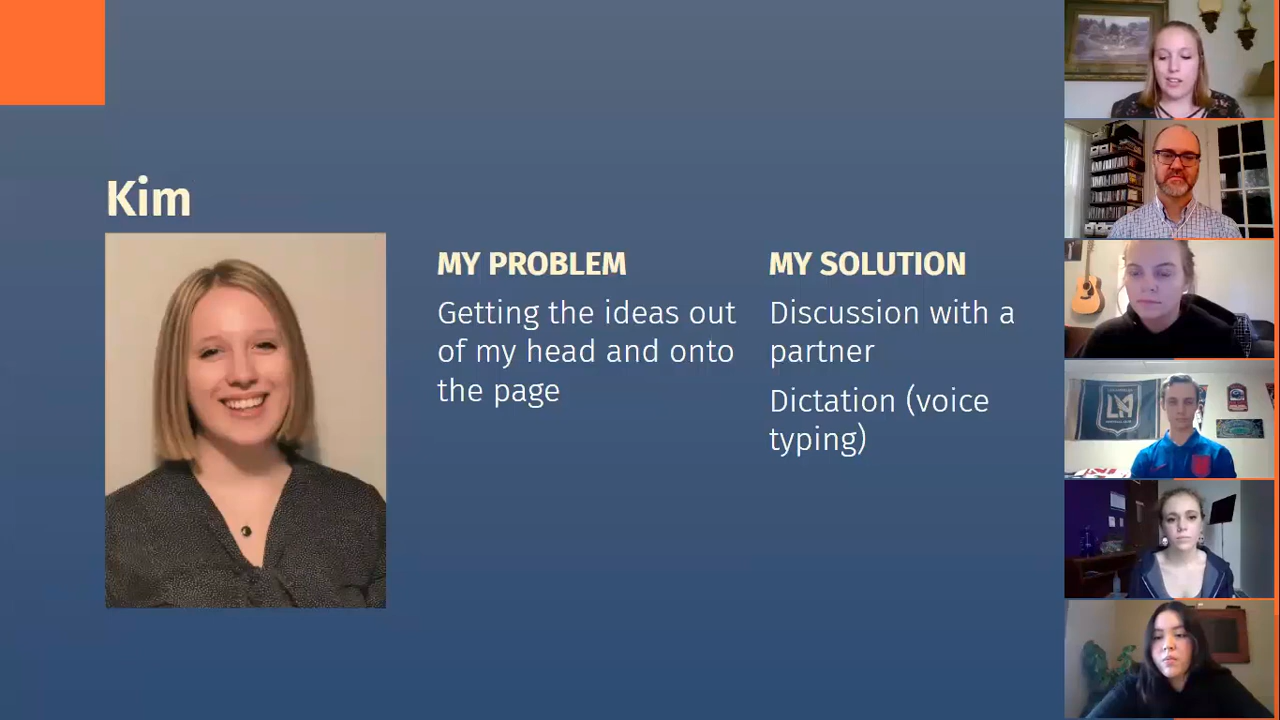 Kim
MY PROBLEM
Getting the ideas out
of my head and onto
the page
MY SOLUTION
Discussion with a
partner
Dictation (voice
typing)